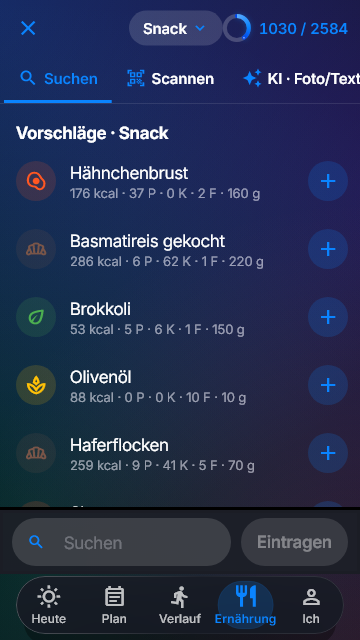 Snack
1030 / 2584
Suchen
Scannen
KI · Foto/Text
Vorschläge · Snack
Hähnchenbrust
176 kcal · 37 P · 0 K · 2 F · 160 g
Basmatireis gekocht
286 kcal · 6 P · 62 K · 1 F · 220 g
Brokkoli
53 kcal · 5 P · 6 K · 1 F · 150 g
Olivenöl
88 kcal · 0 P · 0 K · 10 F · 10 g
Haferflocken
259 kcal · 9 P · 41 K · 5 F · 70 g
Suchen
Eintragen
Heute
Plan
Verlauf
Ernährung
Ich